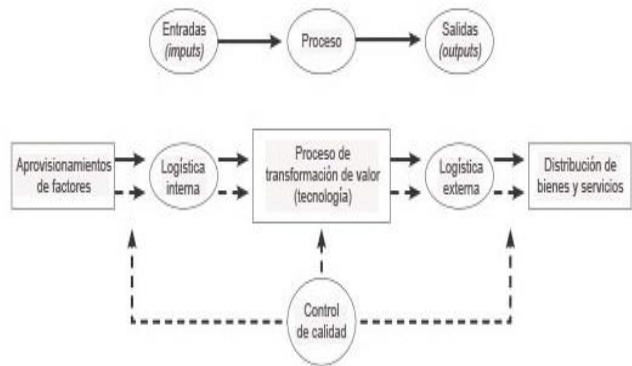 Entradas
(imputs)
Proceso
Salidas
(outputs)
Aprovisionamientos
de factores
Logística
interna
Proceso de
transformación de valor
(tecnología)
Logística
externa
Distribución de
bienes y servicios
Control
de calidad